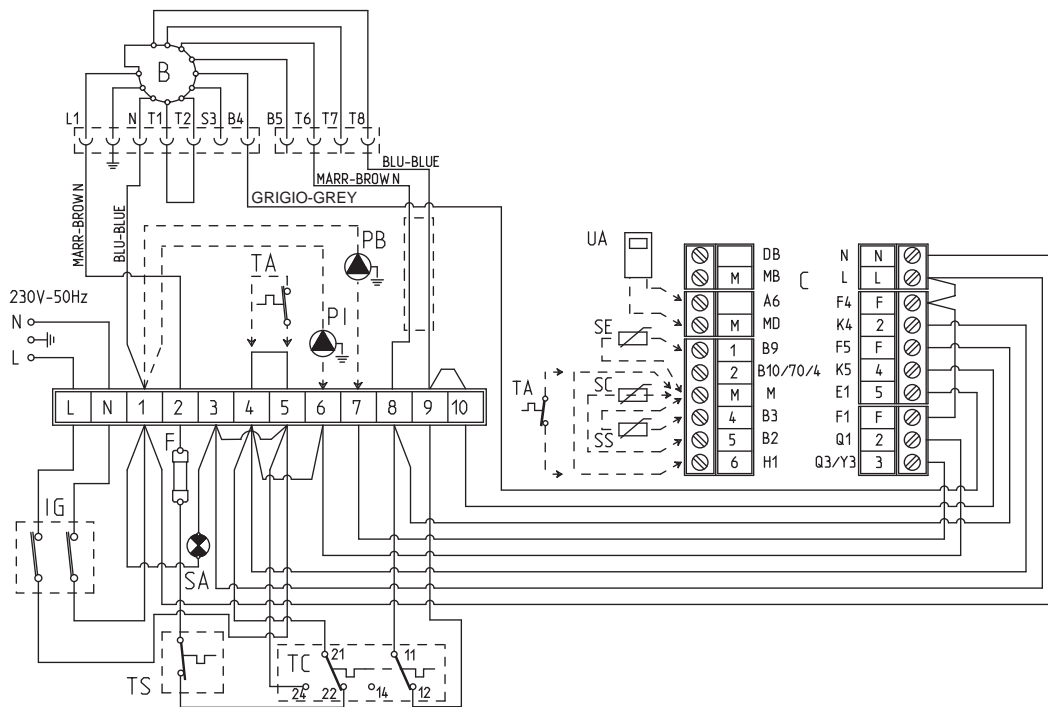 B
L1 N T1 T2 S3 B4 B5 T6 T7 T8
BLU-BLUE
MARR-BROWN
GRIGIO-GREY
MARR-BROWN
BLU-BLUE
PB
TA
PI
230V-50Hz
N
L
L N 1 2 3 4 5 6 7 8 9 10
F
IG
SA
TS
TC
21
11
24 22 14 12
UA
SE
SC
SS
TA
C
DB
M MB
A6
M MD
1 B9
2 B10/70/4
M M
4 B3
5 B2
6 H1
N N
L L
F4 F
K4 2
F5 F
K5 4
E1 5
F1 F
Q1 2
Q3/Y3 3